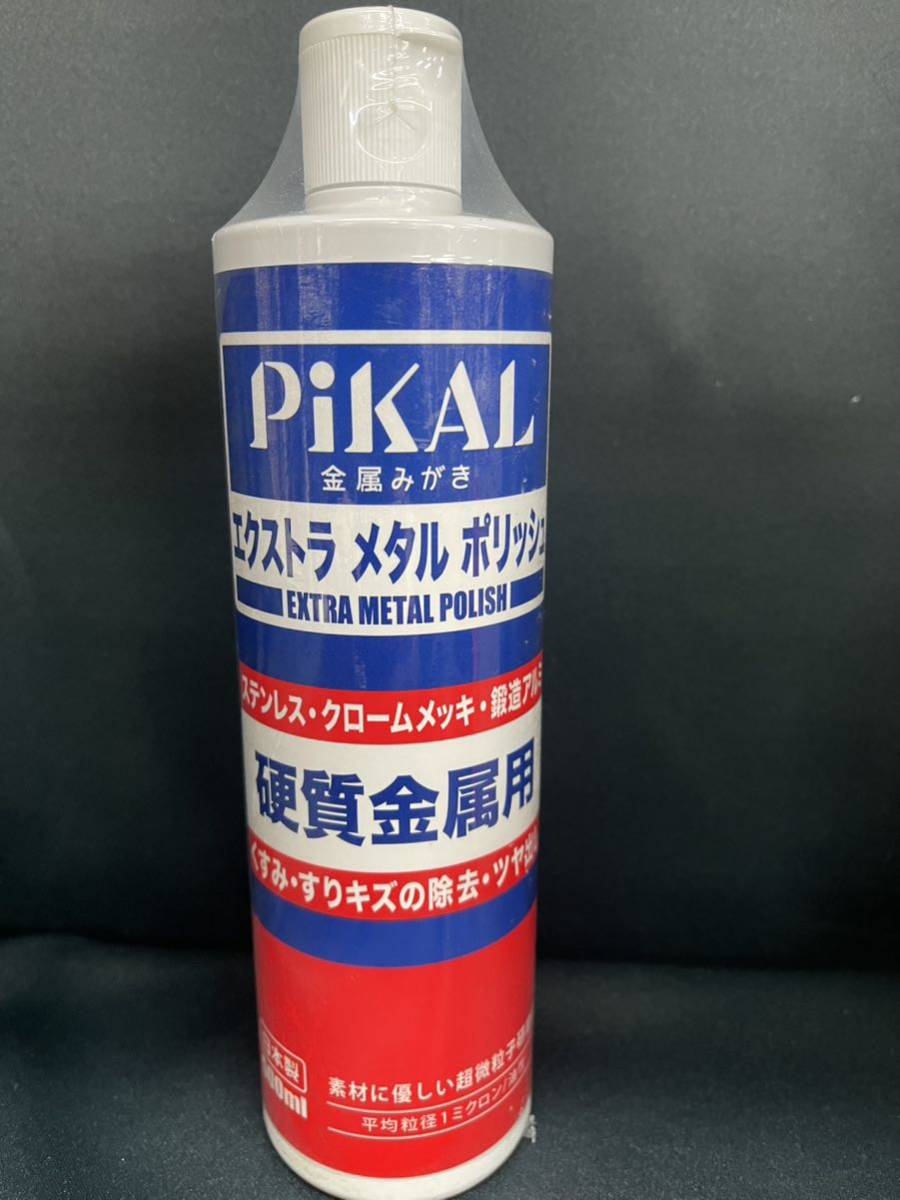 PiKAL
金属みがき
エクストラ メタル ポリッシュ
EXTRA METAL POLISH
ステンレス・クロームメッキ・鍛造アルミ
硬質金属用
くすみ・すりキズの除去・ツヤ出し
日本製
素材に優しい超微粒子
平均粒径1ミクロン